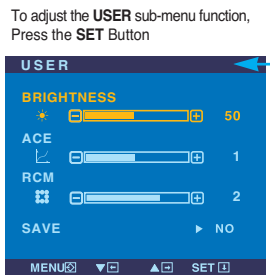 To adjust the USER sub-menu function,
Press the SET Button
USER
BRIGHTNESS
50
ACE
1
RCM
2
SAVE ▶ NO
MENU ▼ ▲ SET